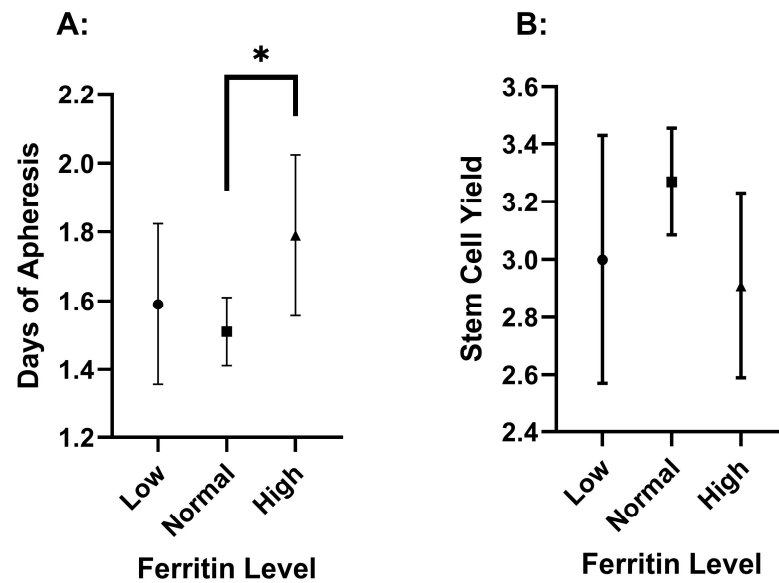 A:
*
Days of Apheresis
2.2
2.0
1.8
1.6
1.4
1.2
Low
Normal
High
Ferritin Level
B:
Stem Cell Yield
3.6
3.4
3.2
3.0
2.8
2.6
2.4
Low
Normal
High
Ferritin Level